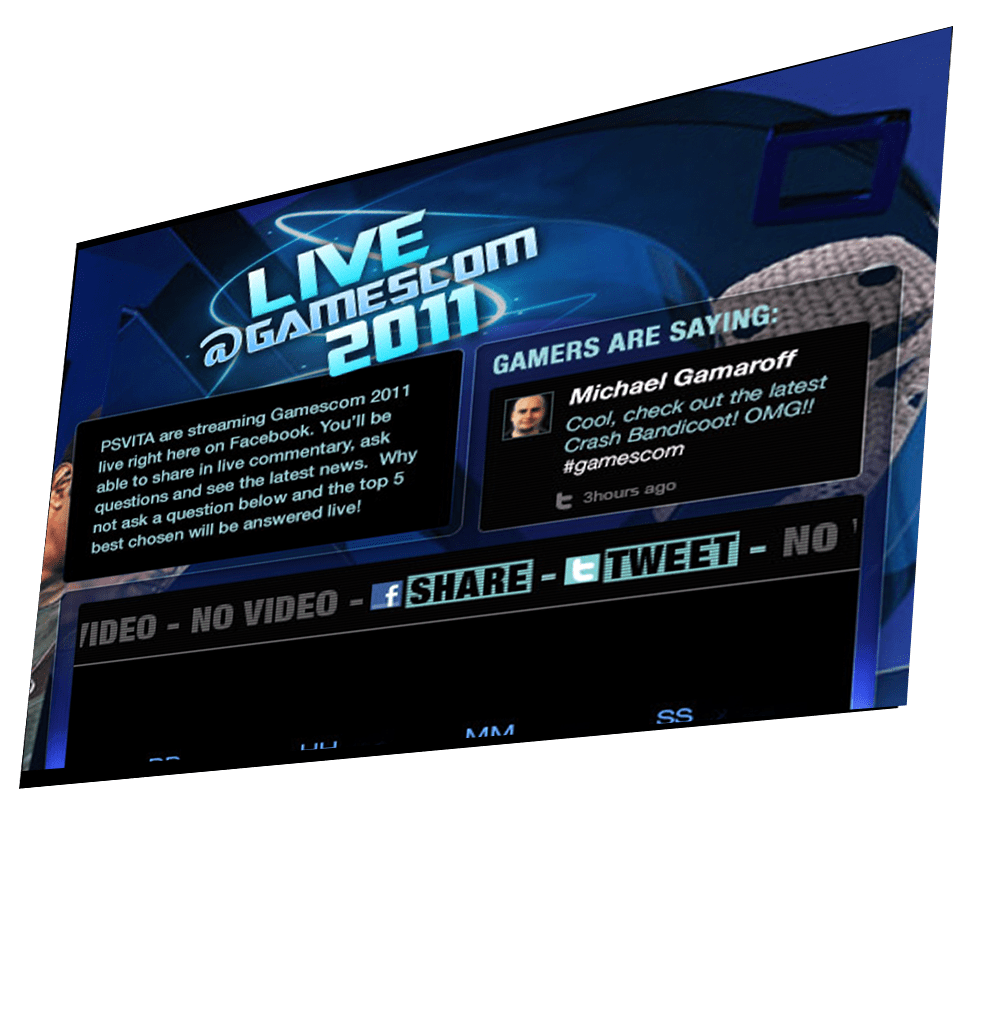 LIVE
@GAMESCOM
2011
PSVITA are streaming Gamescom 2011
live right here on Facebook. You'll be
able to share in live commentary, ask
questions and see the latest news. Why
not ask a question below and the top 5
best chosen will be answered live!
GAMERS ARE SAYING:
Michael Gamaroff
Cool, check out the latest
Crash Bandicoot! OMG!!
#gamescom
3hours ago
VIDEO - NO VIDEO - f SHARE - t TWEET - NO
HH MM SS